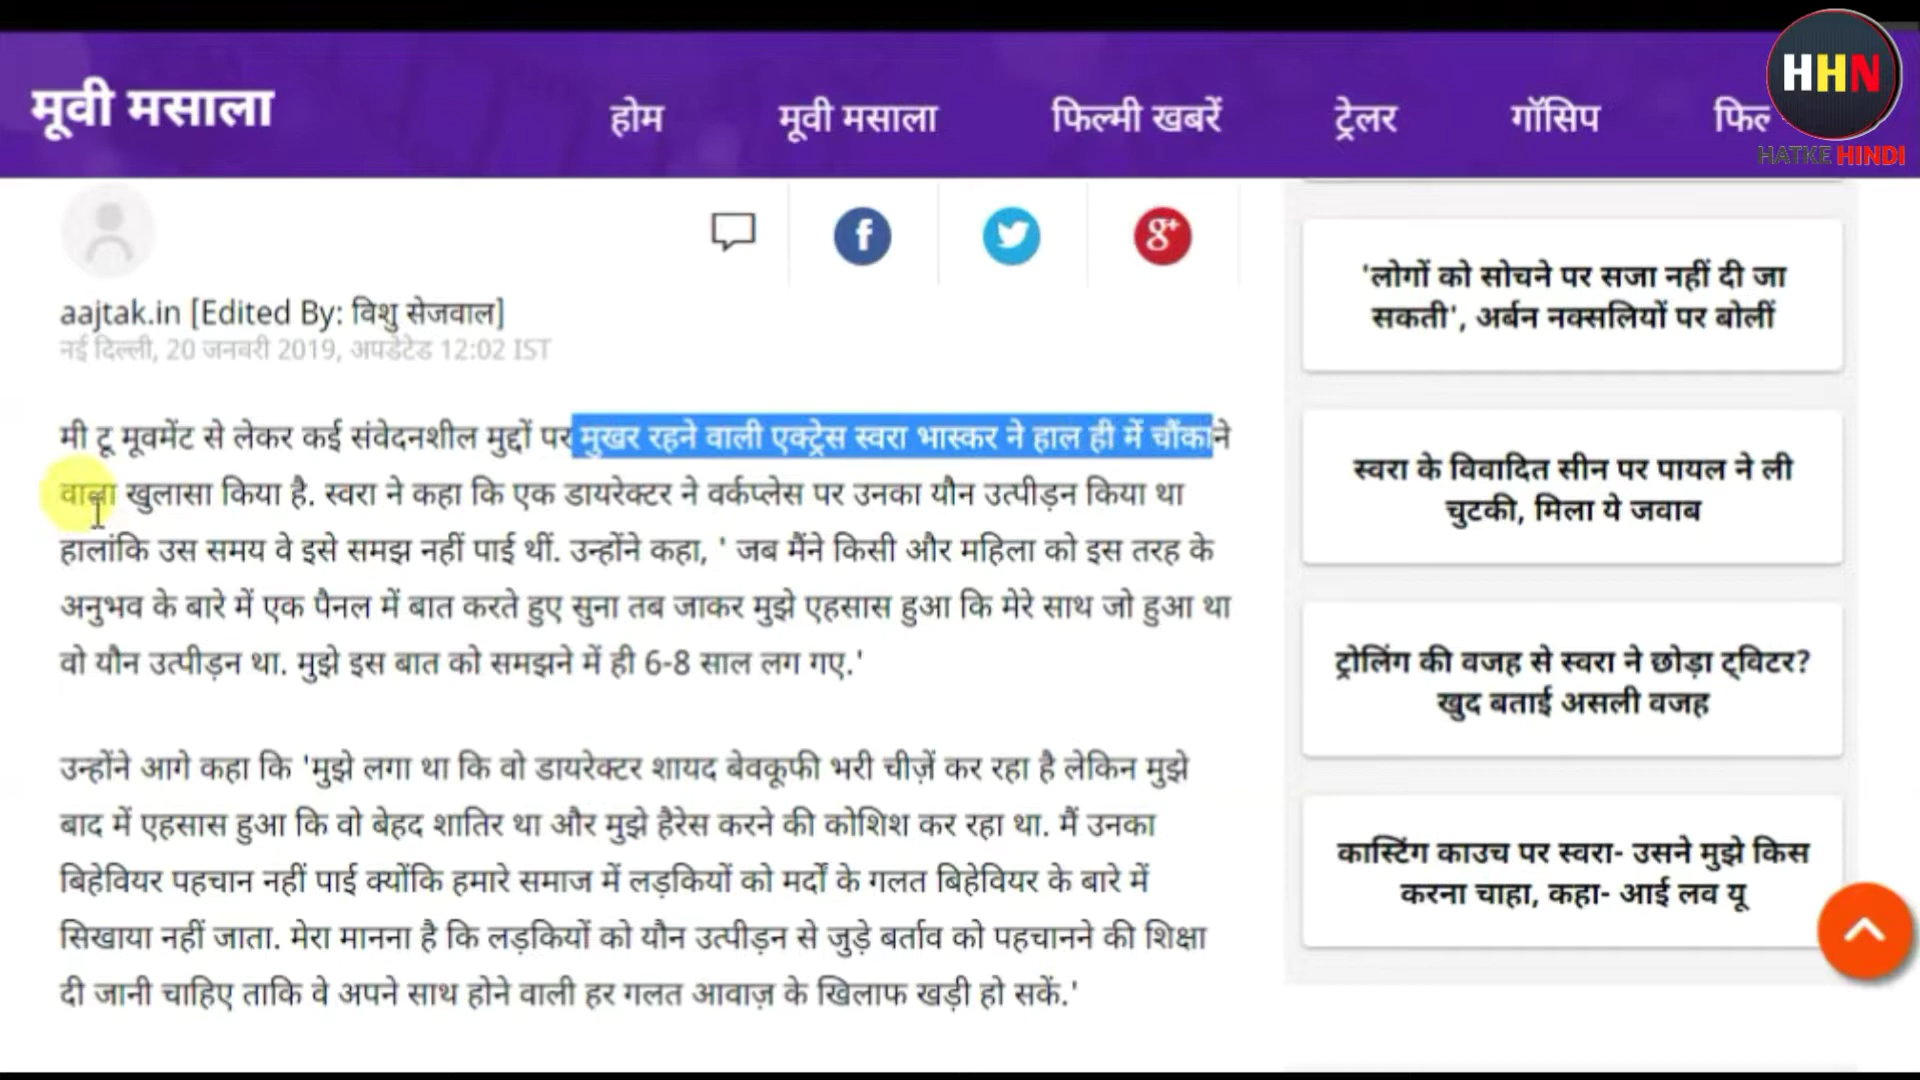 मूवी मसाला
होम
मूवी मसाला
फिल्मी खबरें
ट्रेलर
गॉसिप
HHN
HATKE HINDI
aajtak.in [Edited By: विशु सेजवाल]
नई दिल्ली, 20 जनवरी 2019, अपडेटेड 12:02 IST
मी टू मूवमेंट से लेकर कई संवेदनशील मुद्दों पर मुखर रहने वाली एक्ट्रेस स्वरा भास्कर ने हाल ही में चौंकाने
वाला खुलासा किया है. स्वरा ने कहा कि एक डायरेक्टर ने वर्कप्लेस पर उनका यौन उत्पीड़न किया था
हालांकि उस समय वे इसे समझ नहीं पाई थीं. उन्होंने कहा, ' जब मैंने किसी और महिला को इस तरह के
अनुभव के बारे में एक पैनल में बात करते हुए सुना तब जाकर मुझे एहसास हुआ कि मेरे साथ जो हुआ था
वो यौन उत्पीड़न था. मुझे इस बात को समझने में ही 6-8 साल लग गए.'
उन्होंने आगे कहा कि 'मुझे लगा था कि वो डायरेक्टर शायद बेवकूफी भरी चीज़ें कर रहा है लेकिन मुझे
बाद में एहसास हुआ कि वो बेहद शातिर था और मुझे हैरेस करने की कोशिश कर रहा था. मैं उनका
बिहेवियर पहचान नहीं पाई क्योंकि हमारे समाज में लड़कियों को मर्दों के गलत बिहेवियर के बारे में
सिखाया नहीं जाता. मेरा मानना है कि लड़कियों को यौन उत्पीड़न से जुड़े बर्ताव को पहचानने की शिक्षा
दी जानी चाहिए ताकि वे अपने साथ होने वाली हर गलत आवाज़ के खिलाफ खड़ी हो सकें.'
'लोगों को सोचने पर सजा नहीं दी जा
सकती', अर्बन नक्सलियों पर बोलीं
स्वरा के विवादित सीन पर पायल ने ली
चुटकी, मिला ये जवाब
ट्रोलिंग की वजह से स्वरा ने छोड़ा ट्विटर?
खुद बताई असली वजह
कास्टिंग काउच पर स्वरा- उसने मुझे किस
करना चाहा, कहा- आई लव यू